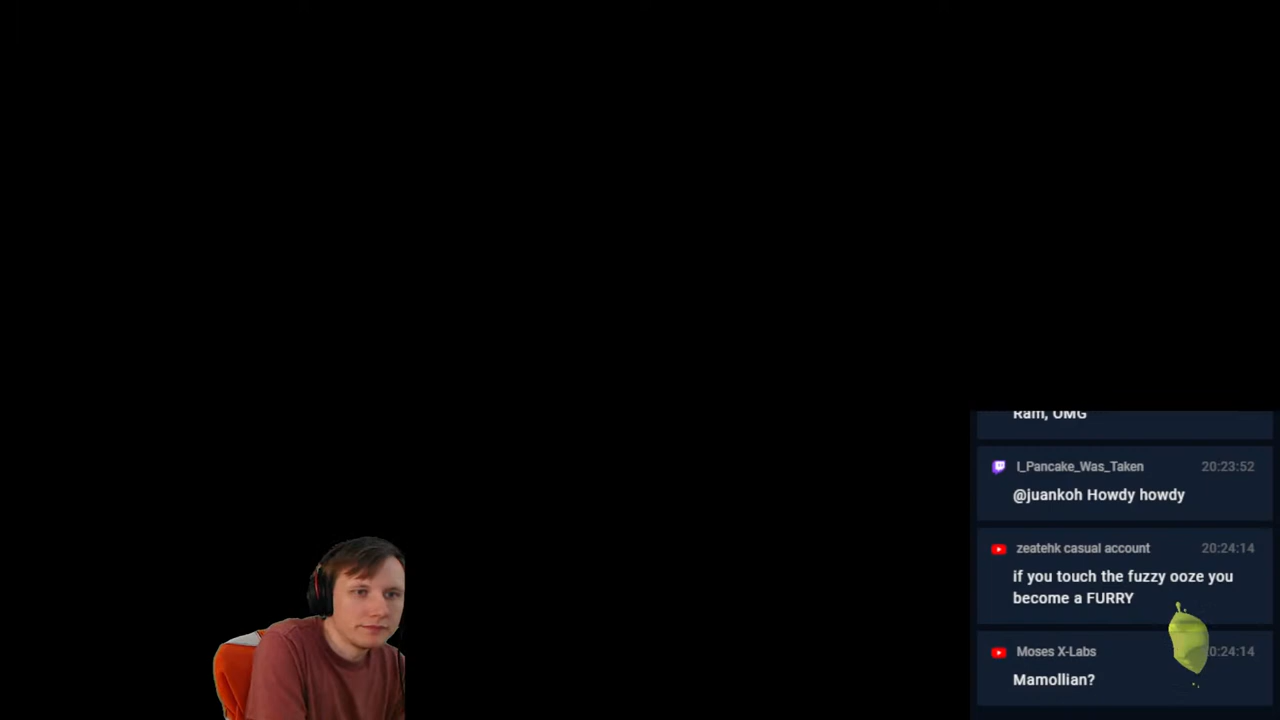 Ram, OMG
I_Pancake_Was_Taken 20:23:52
@juankoh Howdy howdy
zeatehk casual account 20:24:14
if you touch the fuzzy ooze you
become a FURRY
Moses X-Labs 20:24:14
Mamollian?